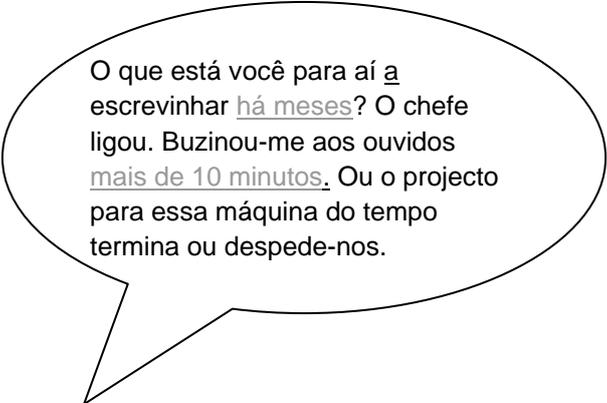 O que está você para aí a
escrevinhar há meses? O chefe
ligou. Buzinou-me aos ouvidos
mais de 10 minutos. Ou o projecto
para essa máquina do tempo
termina ou despede-nos.